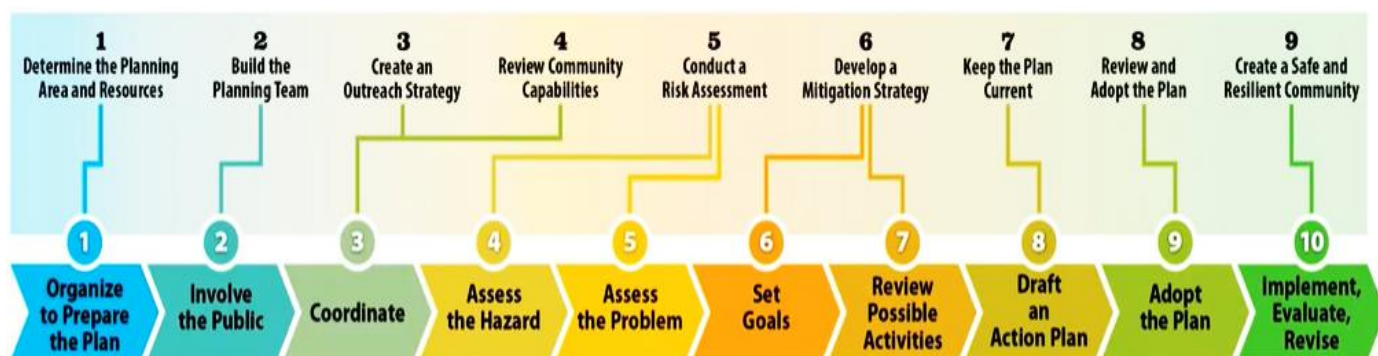 1
Determine the Planning
Area and Resources
2
Build the
Planning Team
3
Create an
Outreach Strategy
4
Review Community
Capabilities
5
Conduct a
Risk Assessment
6
Develop a
Mitigation Strategy
7
Keep the Plan
Current
8
Review and
Adopt the Plan
9
Create a Safe and
Resilient Community
1
Organize
to Prepare
the Plan
2
Involve
the Public
3
Coordinate
4
Assess
the Hazard
5
Assess
the Problem
6
Set
Goals
7
Review
Possible
Activities
8
Draft
an
Action Plan
9
Adopt
the Plan
10
Implement,
Evaluate,
Revise